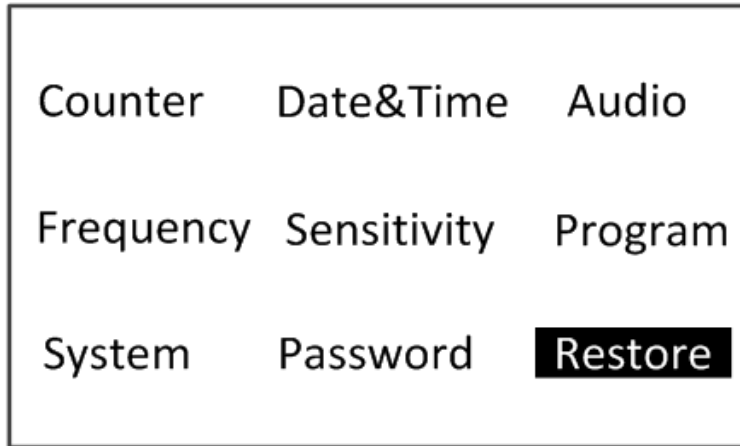 Counter Date&Time Audio
Frequency Sensitivity Program
System Password Restore